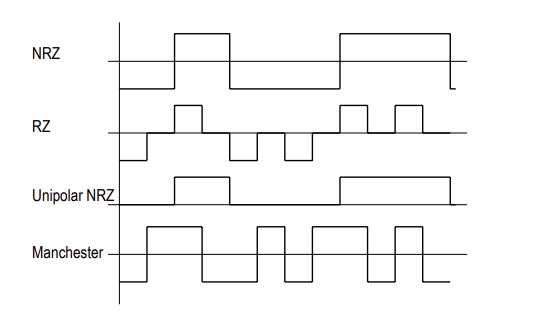 NRZ
RZ
Unipolar NRZ
Manchester